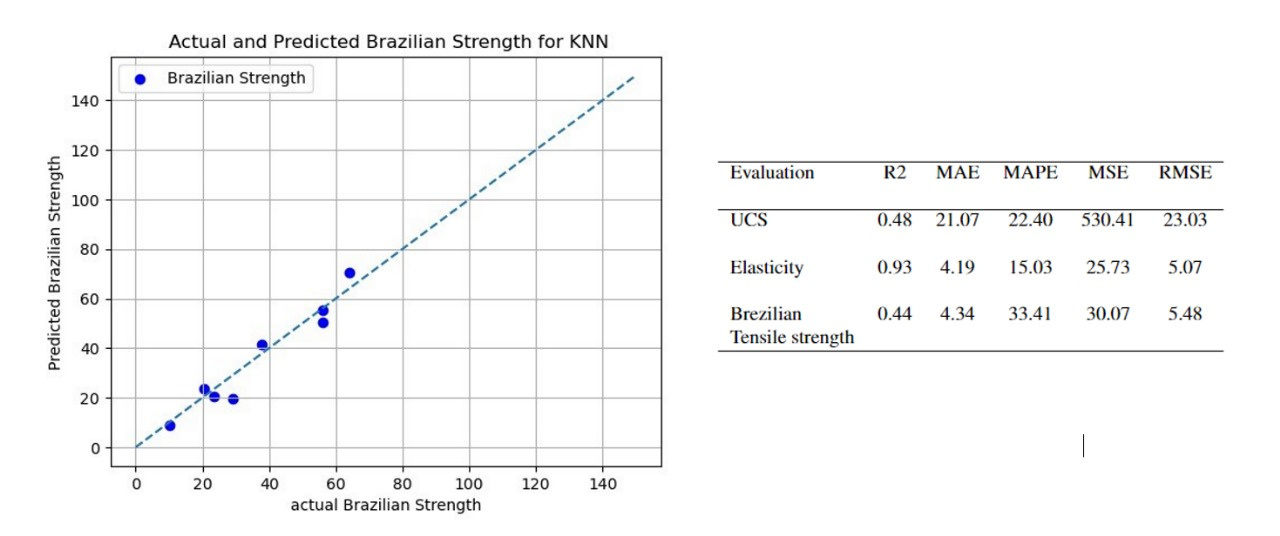 Actual and Predicted Brazilian Strength for KNN
Brazilian Strength
Predicted Brazilian Strength
140
120
100
80
60
40
20
0
0 20 40 60 80 100 120 140
actual Brazilian Strength
Evaluation R2 MAE MAPE MSE RMSE
UCS 0.48 21.07 22.40 530.41 23.03
Elasticity 0.93 4.19 15.03 25.73 5.07
Brezilian 0.44 4.34 33.41 30.07 5.48
Tensile strength